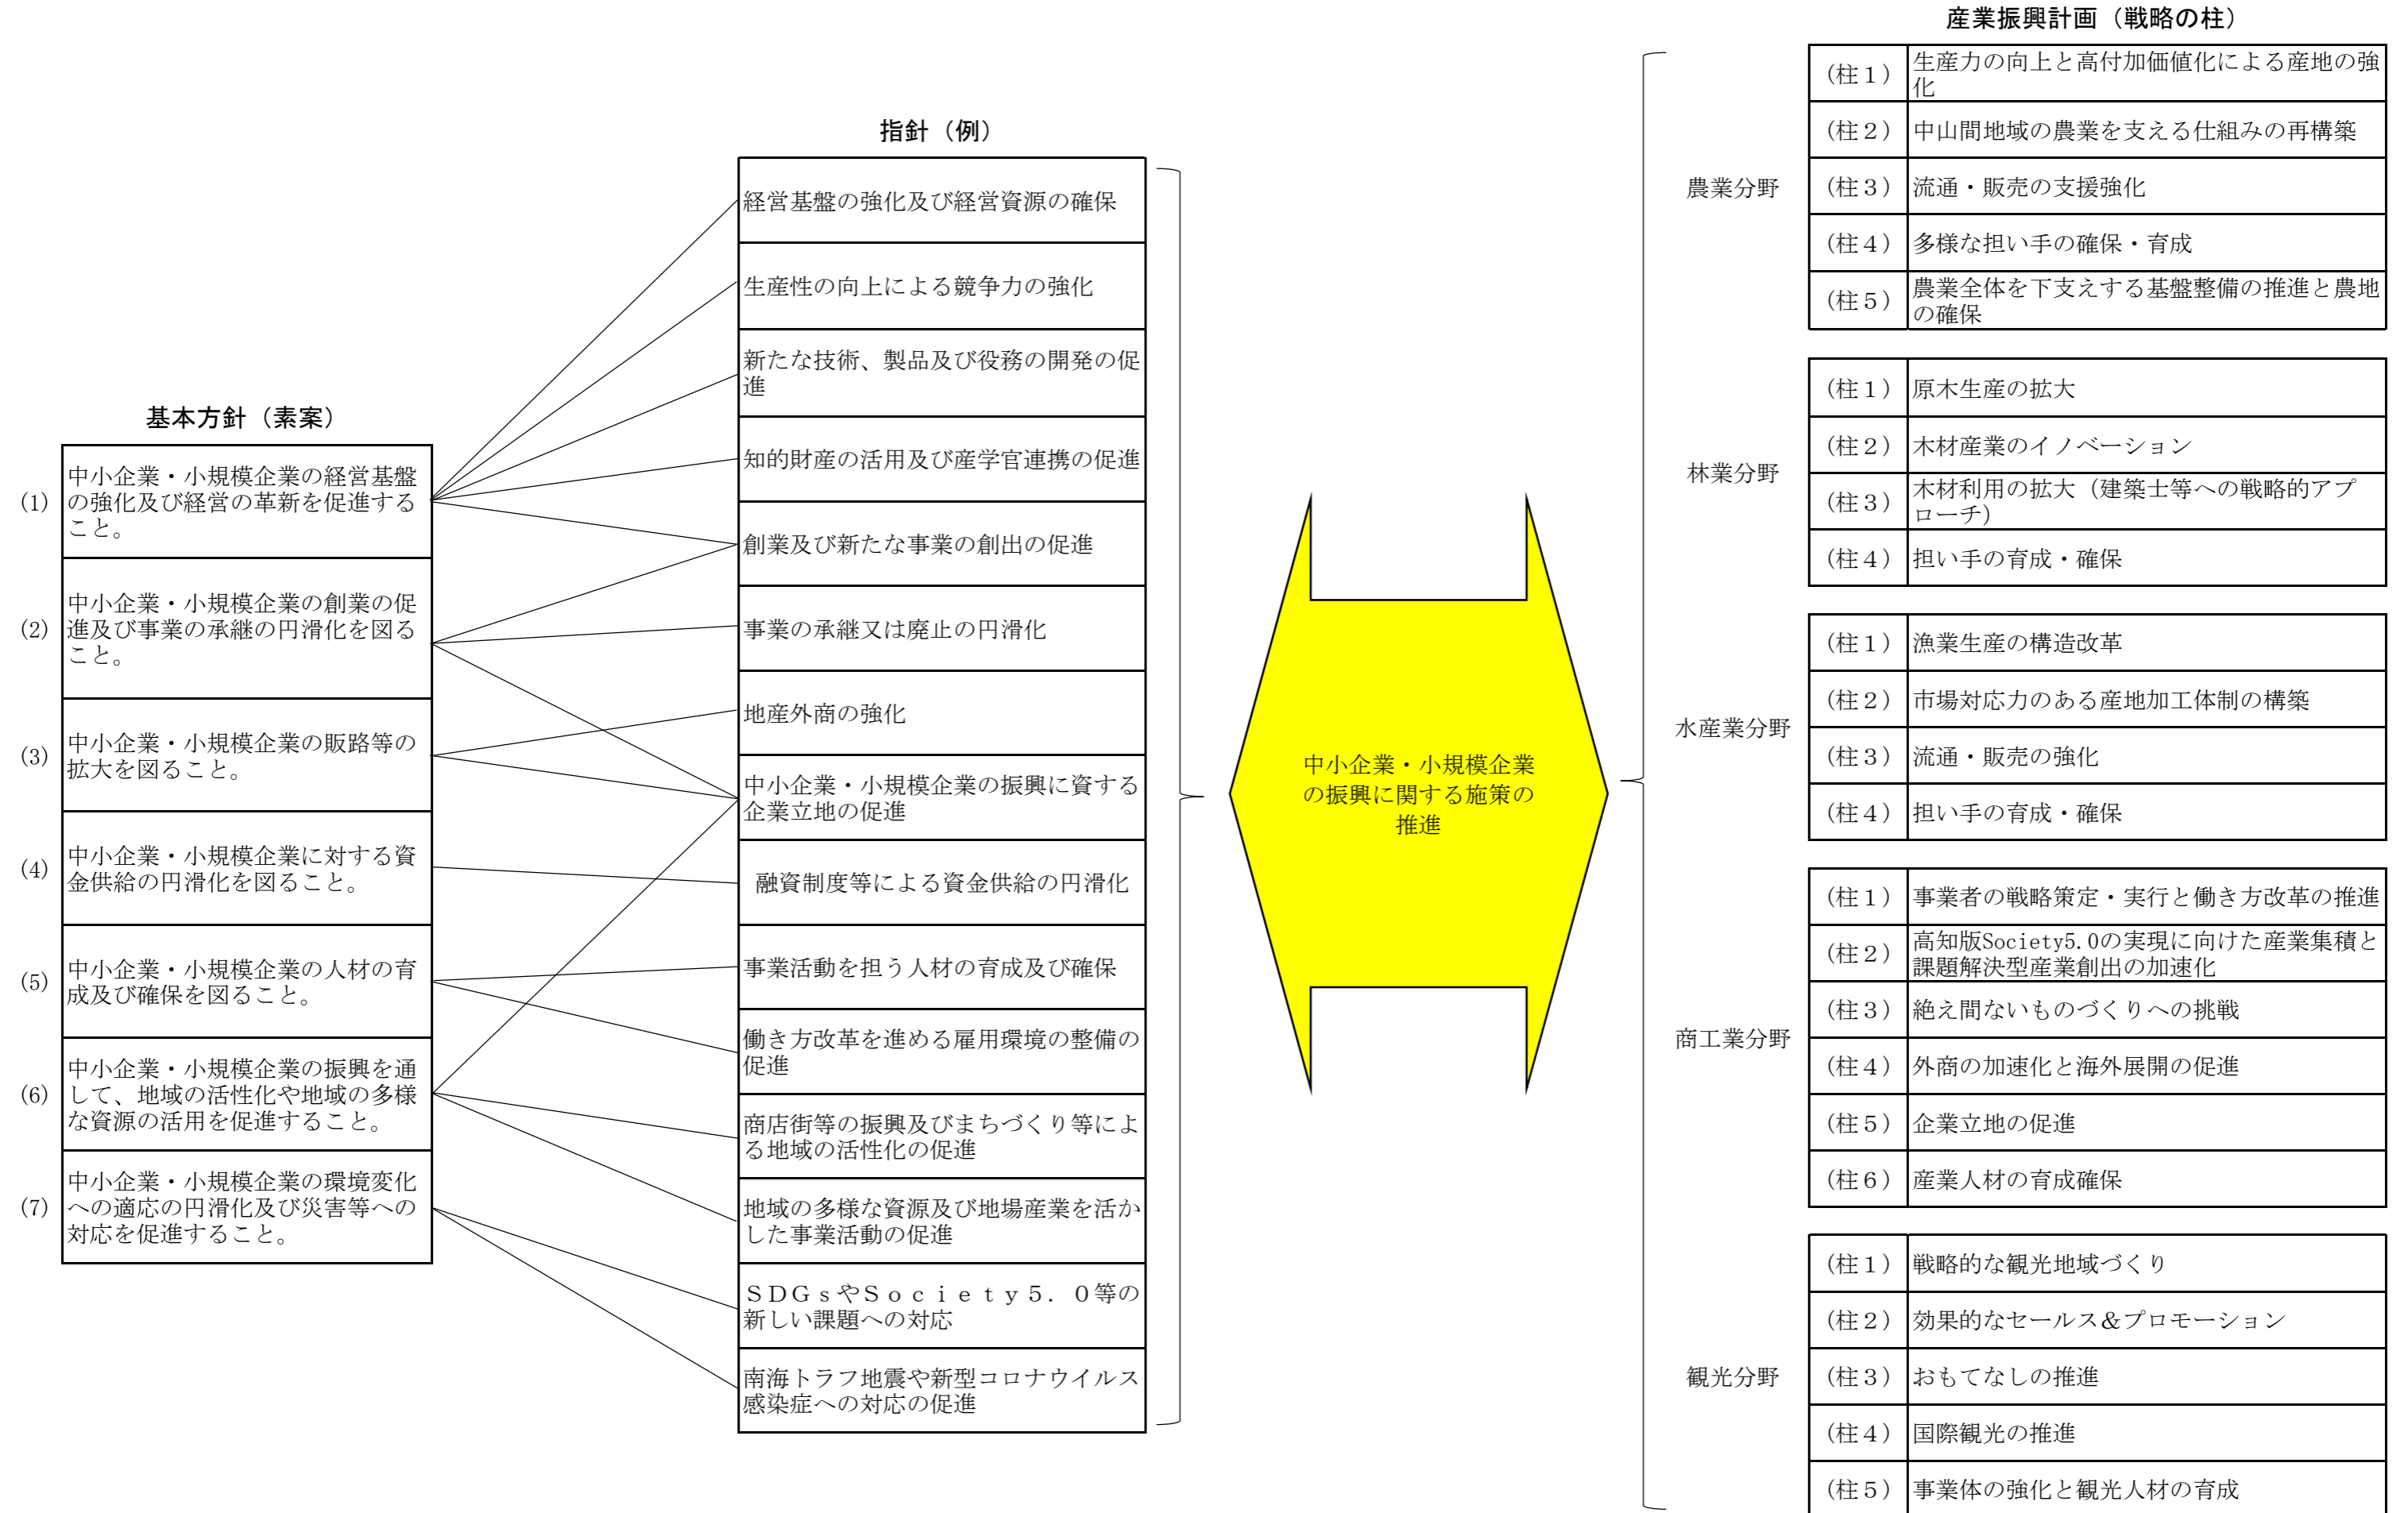 基本方針（素案）
(1)
中小企業・小規模企業の経営基盤
の強化及び経営の革新を促進する
こと。
(2)
中小企業・小規模企業の創業の促
進及び事業の承継の円滑化を図る
こと。
(3)
中小企業・小規模企業の販路等の
拡大を図ること。
(4)
中小企業・小規模企業に対する資
金供給の円滑化を図ること。
(5)
中小企業・小規模企業の人材の育
成及び確保を図ること。
(6)
中小企業・小規模企業の振興を通
して、地域の活性化や地域の多様
な資源の活用を促進すること。
(7)
中小企業・小規模企業の環境変化
への適応の円滑化及び災害等への
対応を促進すること。
指針（例）
経営基盤の強化及び経営資源の確保
生産性の向上による競争力の強化
新たな技術、製品及び役務の開発の促
進
知的財産の活用及び産学官連携の促進
創業及び新たな事業の創出の促進
事業の承継又は廃止の円滑化
地産外商の強化
中小企業・小規模企業の振興に資する
企業立地の促進
融資制度等による資金供給の円滑化
事業活動を担う人材の育成及び確保
働き方改革を進める雇用環境の整備の
促進
商店街等の振興及びまちづくり等によ
る地域の活性化の促進
地域の多様な資源及び地場産業を活か
した事業活動の促進
ＳＤＧｓやＳｏｃｉｅｔｙ５．０等の
新しい課題への対応
南海トラフ地震や新型コロナウイルス
感染症への対応の促進
中小企業・小規模企業
の振興に関する施策の
推進
産業振興計画（戦略の柱）
農業分野
（柱１）
生産力の向上と高付加価値化による産地の強
化
（柱２）
中山間地域の農業を支える仕組みの再構築
（柱３）
流通・販売の支援強化
（柱４）
多様な担い手の確保・育成
（柱５）
農業全体を下支えする基盤整備の推進と農地
の確保
林業分野
（柱１）
原木生産の拡大
（柱２）
木材産業のイノベーション
（柱３）
木材利用の拡大（建築士等への戦略的アプ
ローチ）
（柱４）
担い手の育成・確保
水産業分野
（柱１）
漁業生産の構造改革
（柱２）
市場対応力のある産地加工体制の構築
（柱３）
流通・販売の強化
（柱４）
担い手の育成・確保
商工業分野
（柱１）
事業者の戦略策定・実行と働き方改革の推進
（柱２）
高知版Society5.0の実現に向けた産業集積と
課題解決型産業創出の加速化
（柱３）
絶え間ないものづくりへの挑戦
（柱４）
外商の加速化と海外展開の促進
（柱５）
企業立地の促進
（柱６）
産業人材の育成確保
観光分野
（柱１）
戦略的な観光地域づくり
（柱２）
効果的なセールス＆プロモーション
（柱３）
おもてなしの推進
（柱４）
国際観光の推進
（柱５）
事業体の強化と観光人材の育成